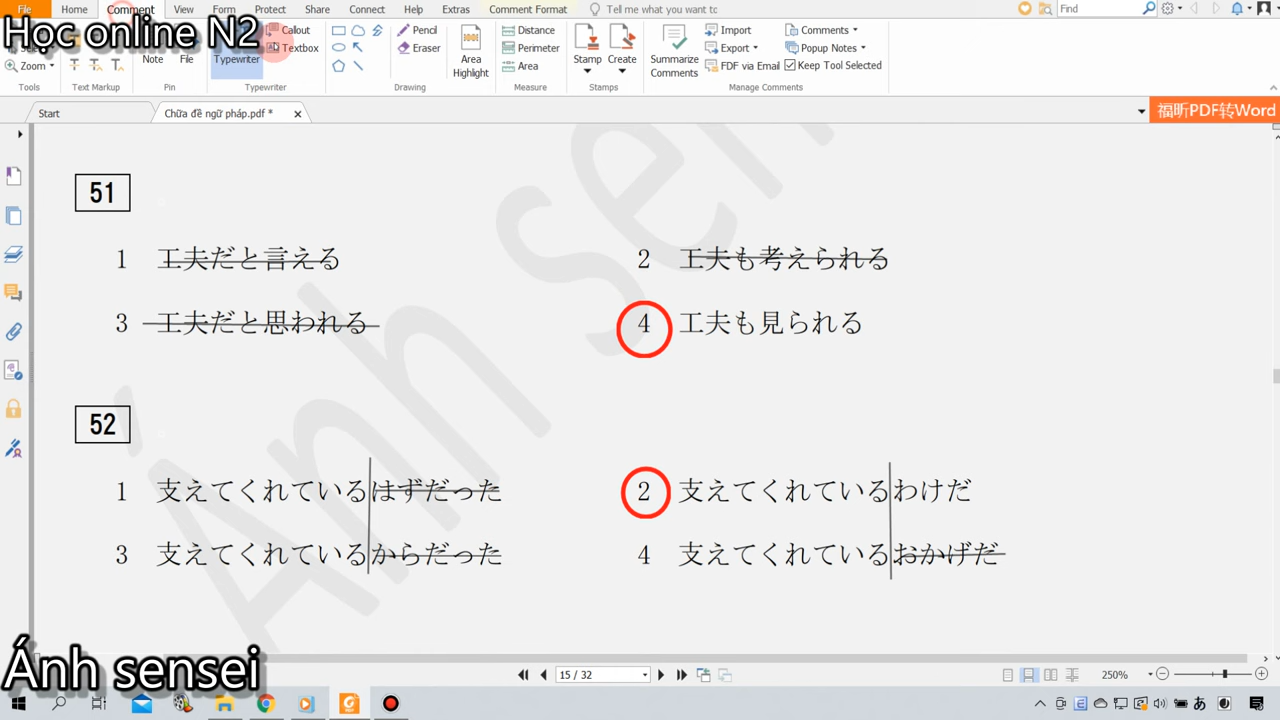 File Home Comment View Form Protect Share Connect Help Extras Comment Format Tell me what you want to Find
Học online N2
Callout Pencil Distance Import Comments
Select Textbox Eraser Perimeter Export Popup Notes
Zoom Note File Typewriter Area Highlight Area Stamp Create Summarize Comments FDF via Email Keep Tool Selected
Tools Text Markup Pin Typewriter Drawing Measure Stamps Manage Comments
Start Chữa đề ngữ pháp.pdf * 福昕PDF转Word
51
1 工夫だと言える 2 工夫も考えられる
3 工夫だと思われる 4 工夫も見られる
52
1 支えてくれているはずだった 2 支えてくれているわけだ
3 支えてくれているからだった 4 支えてくれているおかげだ
Ánh sen
Ánh sensei
15 / 32 250%
あ